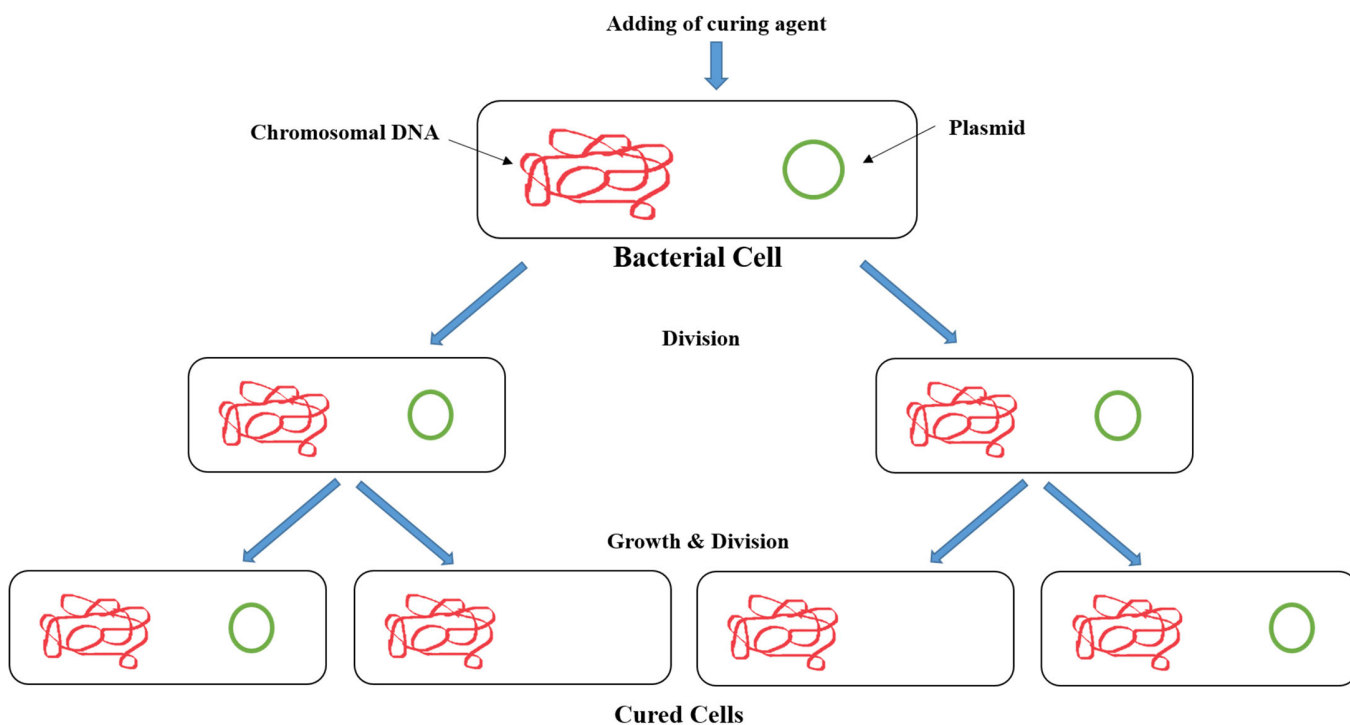 Adding of curing agent
Chromosomal DNA
Plasmid
Bacterial Cell
Division
Growth & Division
Cured Cells